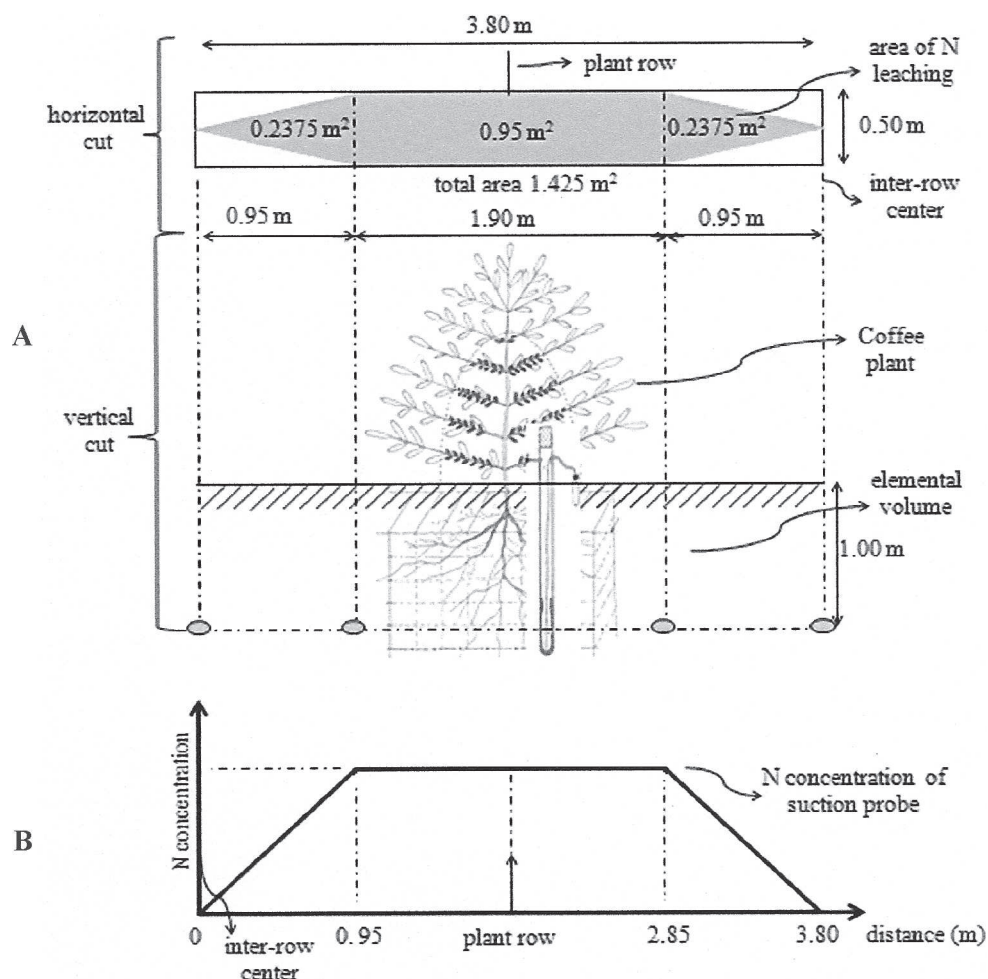 3.80 m
plant row
area of N
leaching
horizontal
cut
0.2375 m²
0.95 m²
0.2375 m²
0.50 m
total area 1.425 m²
inter-row
center
0.95 m
1.90 m
0.95 m
A
Coffee
plant
vertical
cut
elemental
volume
1.00 m
N concentration
N concentration of
suction probe
B
0
inter-row
center
0.95
plant row
2.85
3.80
distance (m)